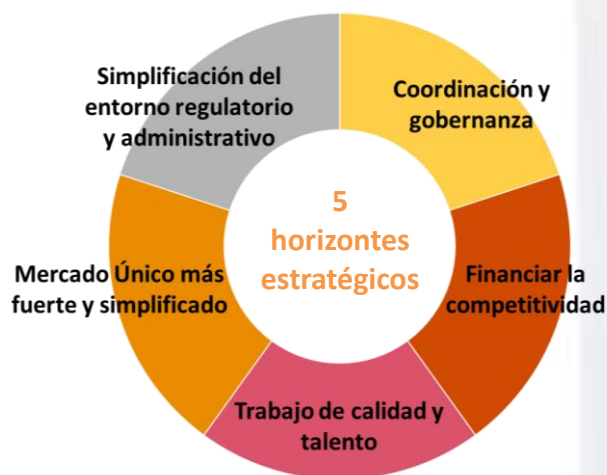 Simplificación del
entorno regulatorio
y administrativo
Coordinación y
gobernanza
5
horizontes
estratégicos
Mercado Único más
fuerte y simplificado
Financiar la
competitividad
Trabajo de calidad y
talento